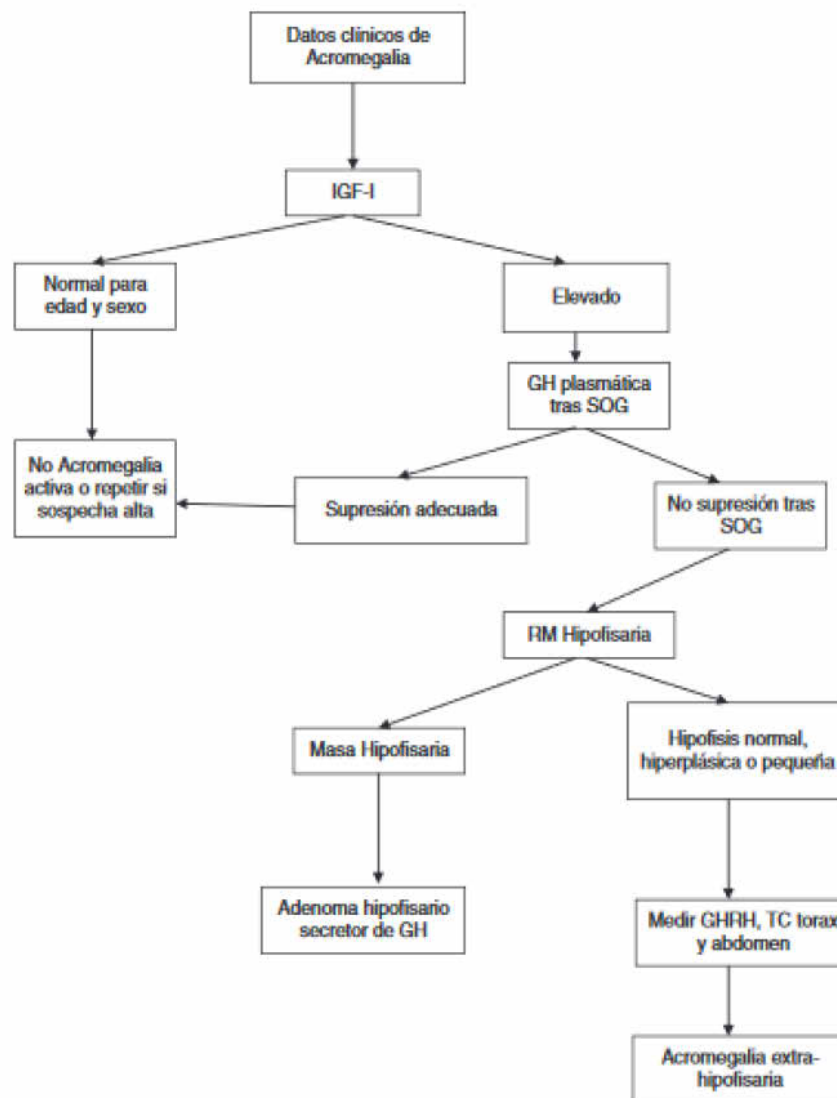 Datos clínicos de
Acromegalia
IGF-I
Normal para
edad y sexo
Elevado
GH plasmática
tras SOG
No Acromegalia
activa o repetir si
sospecha alta
Supresión adecuada
No supresión tras
SOG
RM Hipofisaria
Masa Hipofisaria
Hipofisis normal,
hiperplásica o pequeña
Adenoma hipofisario
secretor de GH
Medir GHRH, TC torax
y abdomen
Acromegalia extra-
hipofisaria